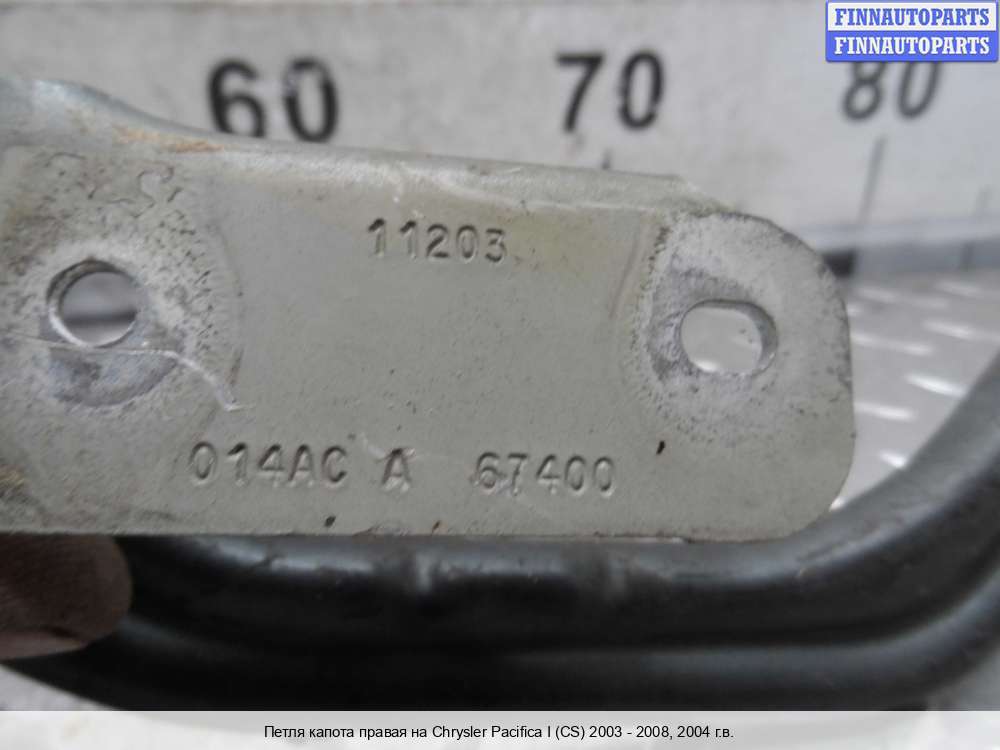 FINNAUTOPARTS
FINNAUTOPARTS
60 70 80
11203
014AC A 67400
Петля капота правая на Chrysler Pacifica I (CS) 2003 - 2008, 2004 г.в.